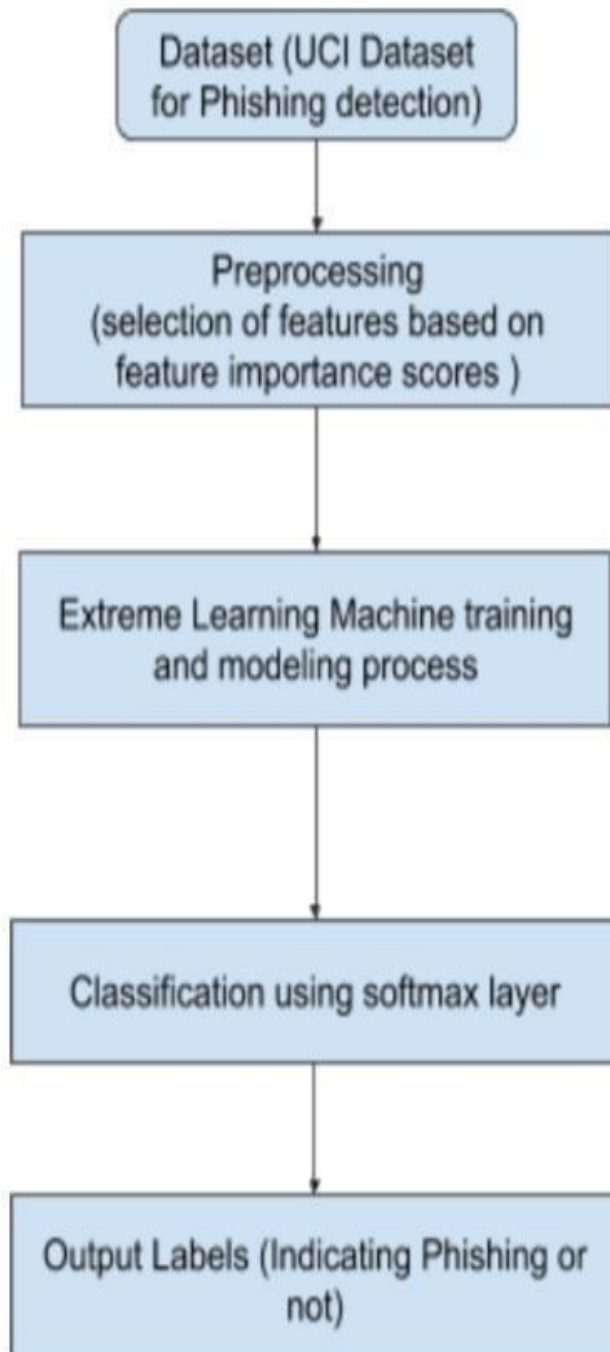 Dataset (UCI Dataset
for Phishing detection)
Preprocessing
(selection of features based on
feature importance scores )
Extreme Learning Machine training
and modeling process
Classification using softmax layer
Output Labels (Indicating Phishing or
not)